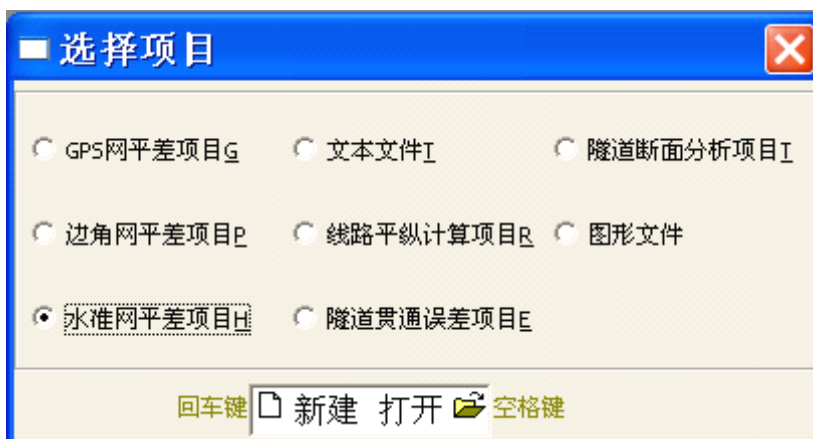 选择项目
GPS网平差项目G 文本文件T 隧道断面分析项目T
边角网平差项目P 线路平纵计算项目R 图形文件
水准网平差项目H 隧道贯通误差项目E
回车键 新建 打开 空格键